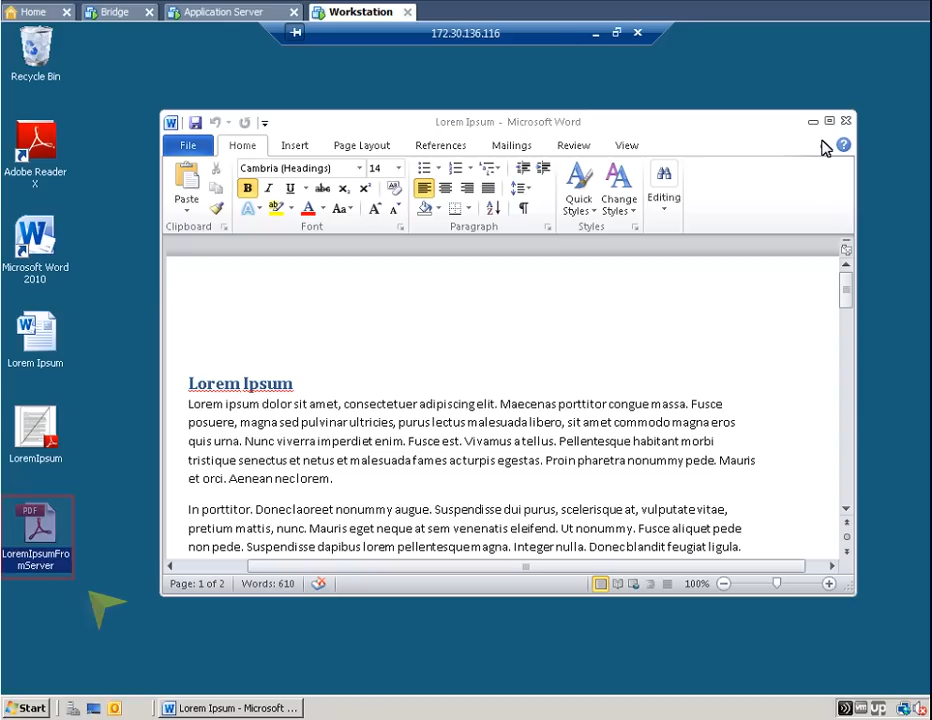 Home Bridge Application Server Workstation
172.30.136.116
Recycle Bin
Adobe Reader
X
Microsoft Word
2010
Lorem Ipsum
LoremIpsum
PDF
LoremIpsumFro
mServer
Lorem Ipsum - Microsoft Word
File Home Insert Page Layout References Mailings Review View
Cambria (Headings) 14
Paste
B I U abc X₂ X²
A ab A Aa A A
Quick
Styles
Change
Styles
Editing
Clipboard Font Paragraph Styles
Lorem Ipsum
Lorem ipsum dolor sit amet, consectetuer adipiscing elit. Maecenas porttitor congue massa. Fusce
posuere, magna sed pulvinar ultricies, purus lectus malesuada libero, sit amet commodo magna eros
quis urna. Nunc viverra imperdiet enim. Fusce est. Vivamus a tellus. Pellentesque habitant morbi
tristique senectus et netus et malesuada fames ac turpis egestas. Proin pharetra nonummy pede. Mauris
et orci. Aenean nec lorem.
In porttitor. Donec laoreet nonummy augue. Suspendisse dui purus, scelerisque at, vulputate vitae,
pretium mattis, nunc. Mauris eget neque at sem venenatis eleifend. Ut nonummy. Fusce aliquet pede
non pede. Suspendisse dapibus lorem pellentesque magna. Integer nulla. Donec blandit feugiat ligula.
Page: 1 of 2 Words: 610 100%
Start Lorem Ipsum - Microsoft ... vm up